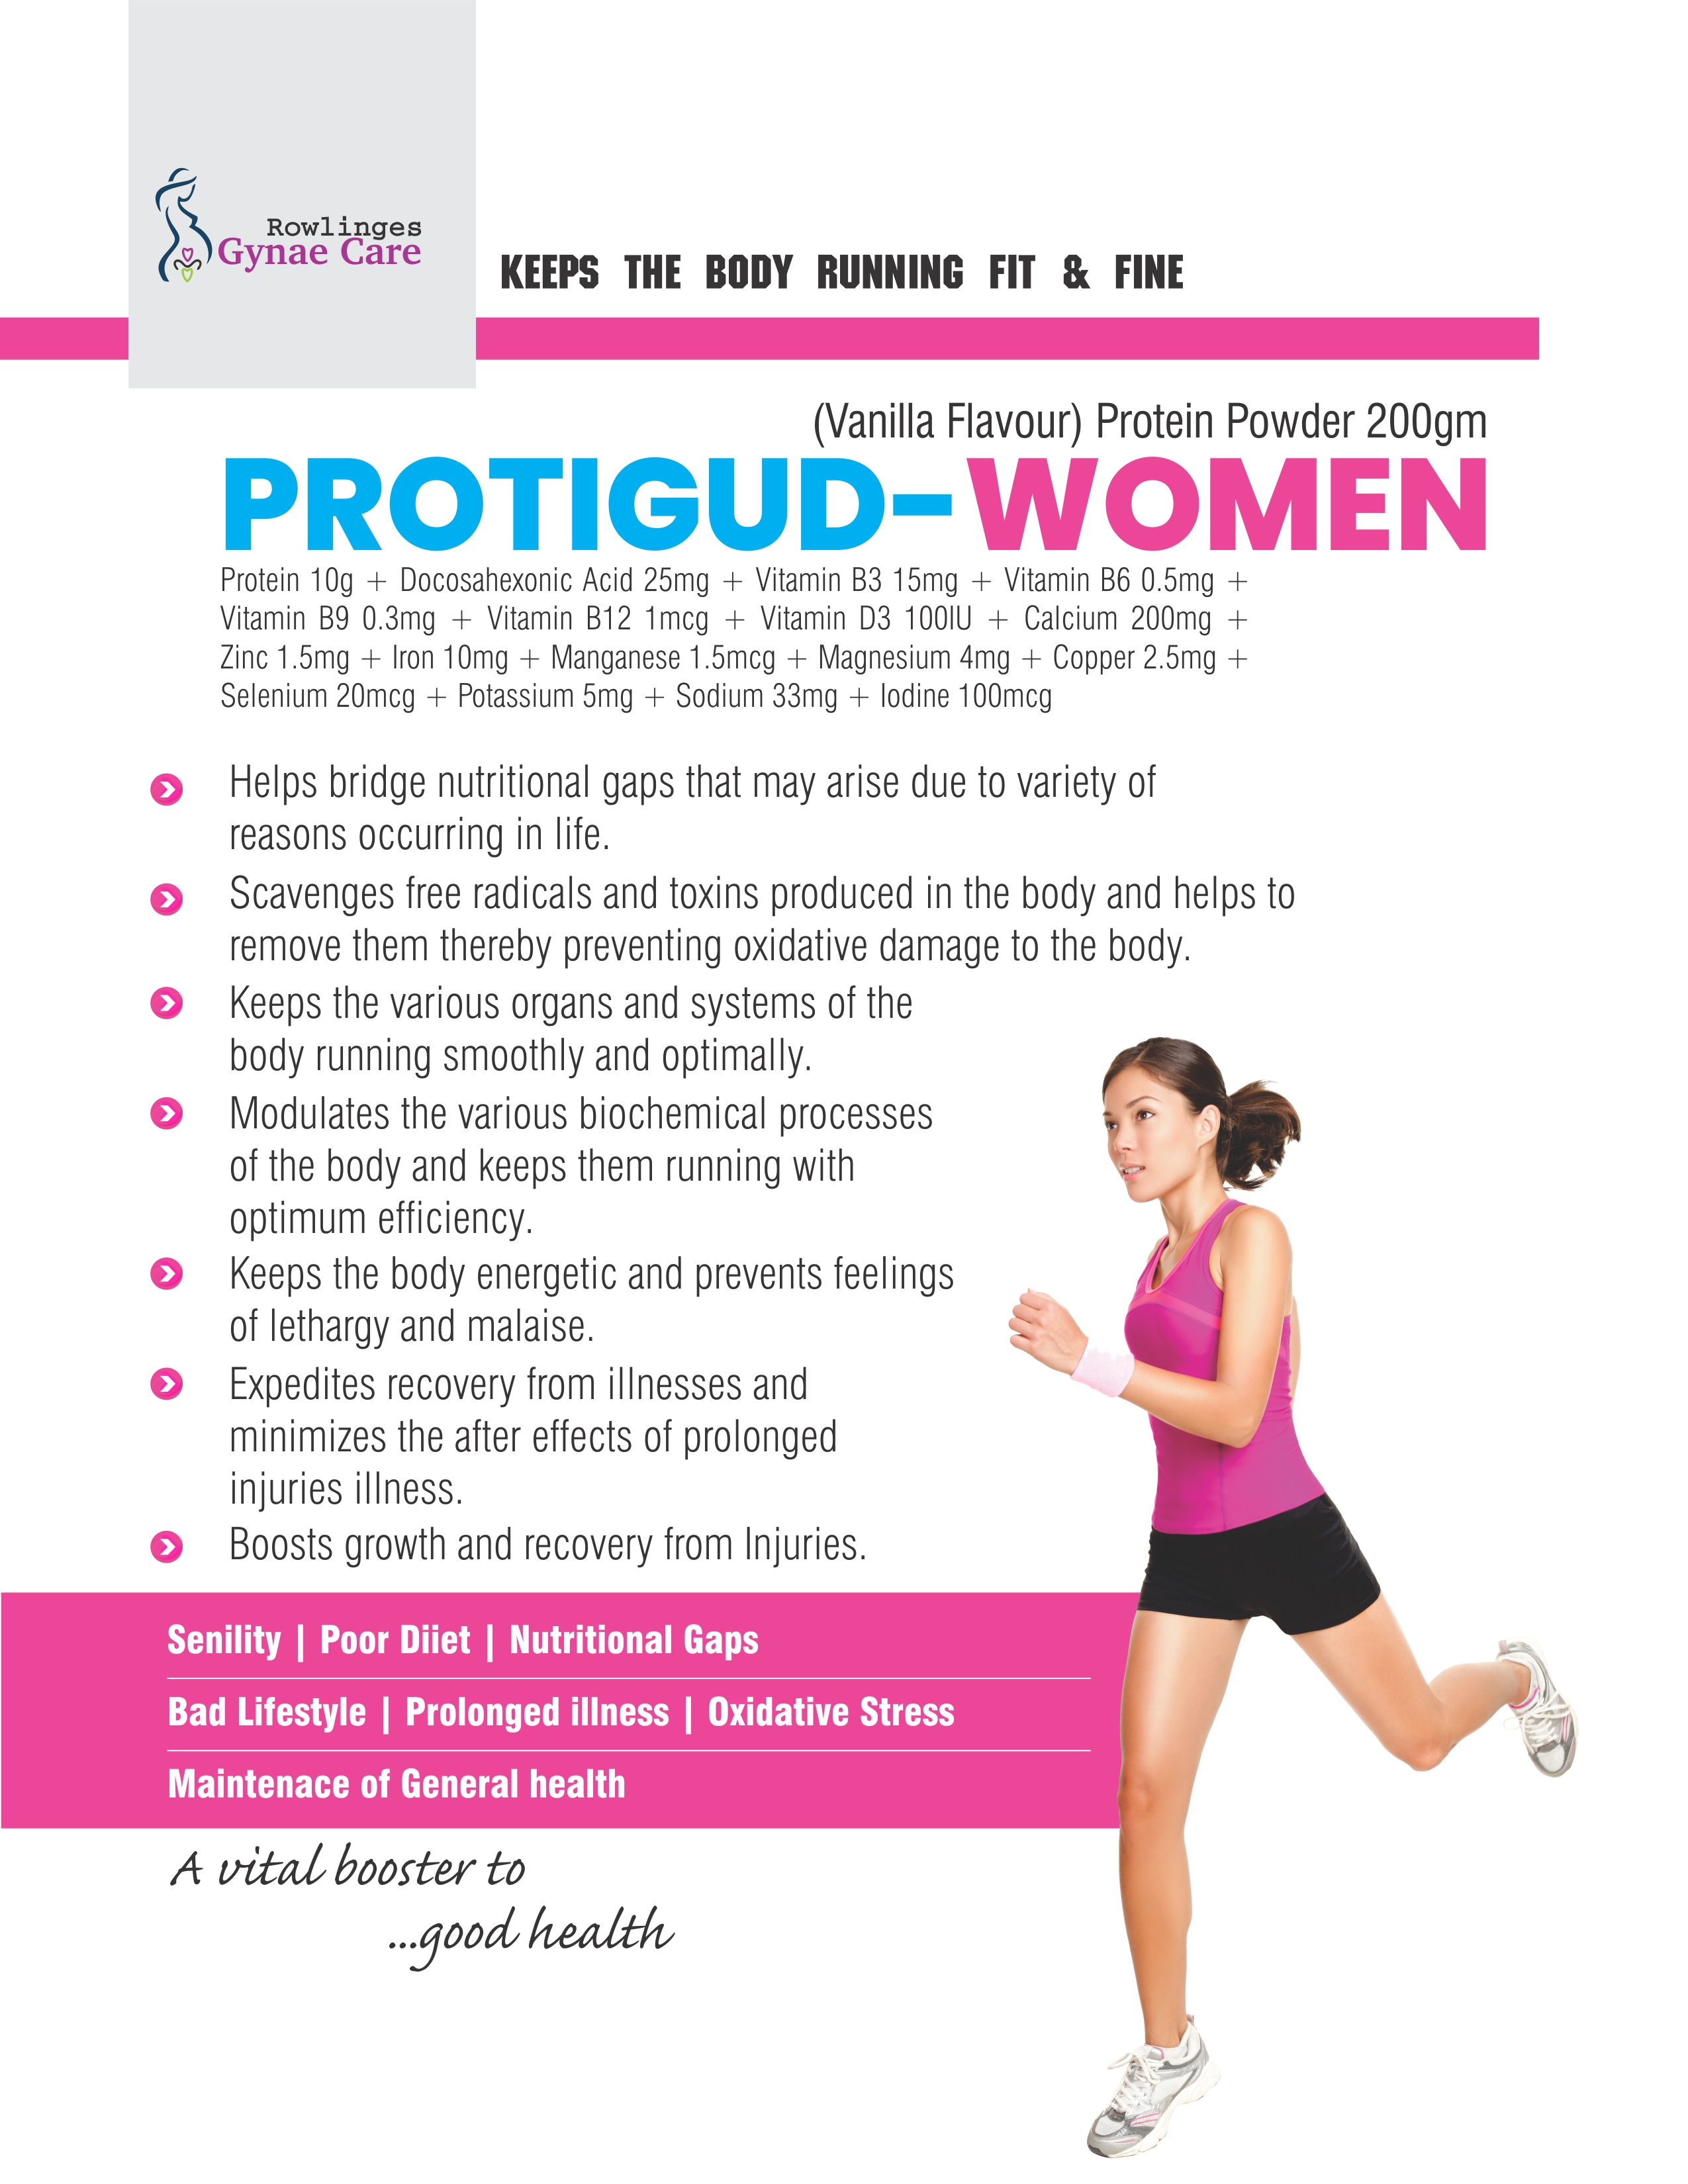 Rowlinges
Gynae Care
KEEPS THE BODY RUNNING FIT & FINE
(Vanilla Flavour) Protein Powder 200gm
PROTIGUD-WOMEN
Protein 10g + Docosahexonic Acid 25mg + Vitamin B3 15mg + Vitamin B6 0.5mg +
Vitamin B9 0.3mg + Vitamin B12 1mcg + Vitamin D3 100IU + Calcium 200mg +
Zinc 1.5mg + Iron 10mg + Manganese 1.5mcg + Magnesium 4mg + Copper 2.5mg +
Selenium 20mcg + Potassium 5mg + Sodium 33mg + Iodine 100mcg
Helps bridge nutritional gaps that may arise due to variety of
reasons occurring in life.
Scavenges free radicals and toxins produced in the body and helps to
remove them thereby preventing oxidative damage to the body.
Keeps the various organs and systems of the
body running smoothly and optimally.
Modulates the various biochemical processes
of the body and keeps them running with
optimum efficiency.
Keeps the body energetic and prevents feelings
of lethargy and malaise.
Expedites recovery from illnesses and
minimizes the after effects of prolonged
injuries illness.
Boosts growth and recovery from Injuries.
Senility | Poor Diiet | Nutritional Gaps
Bad Lifestyle | Prolonged illness | Oxidative Stress
Maintenace of General health
A vital booster to
...good health